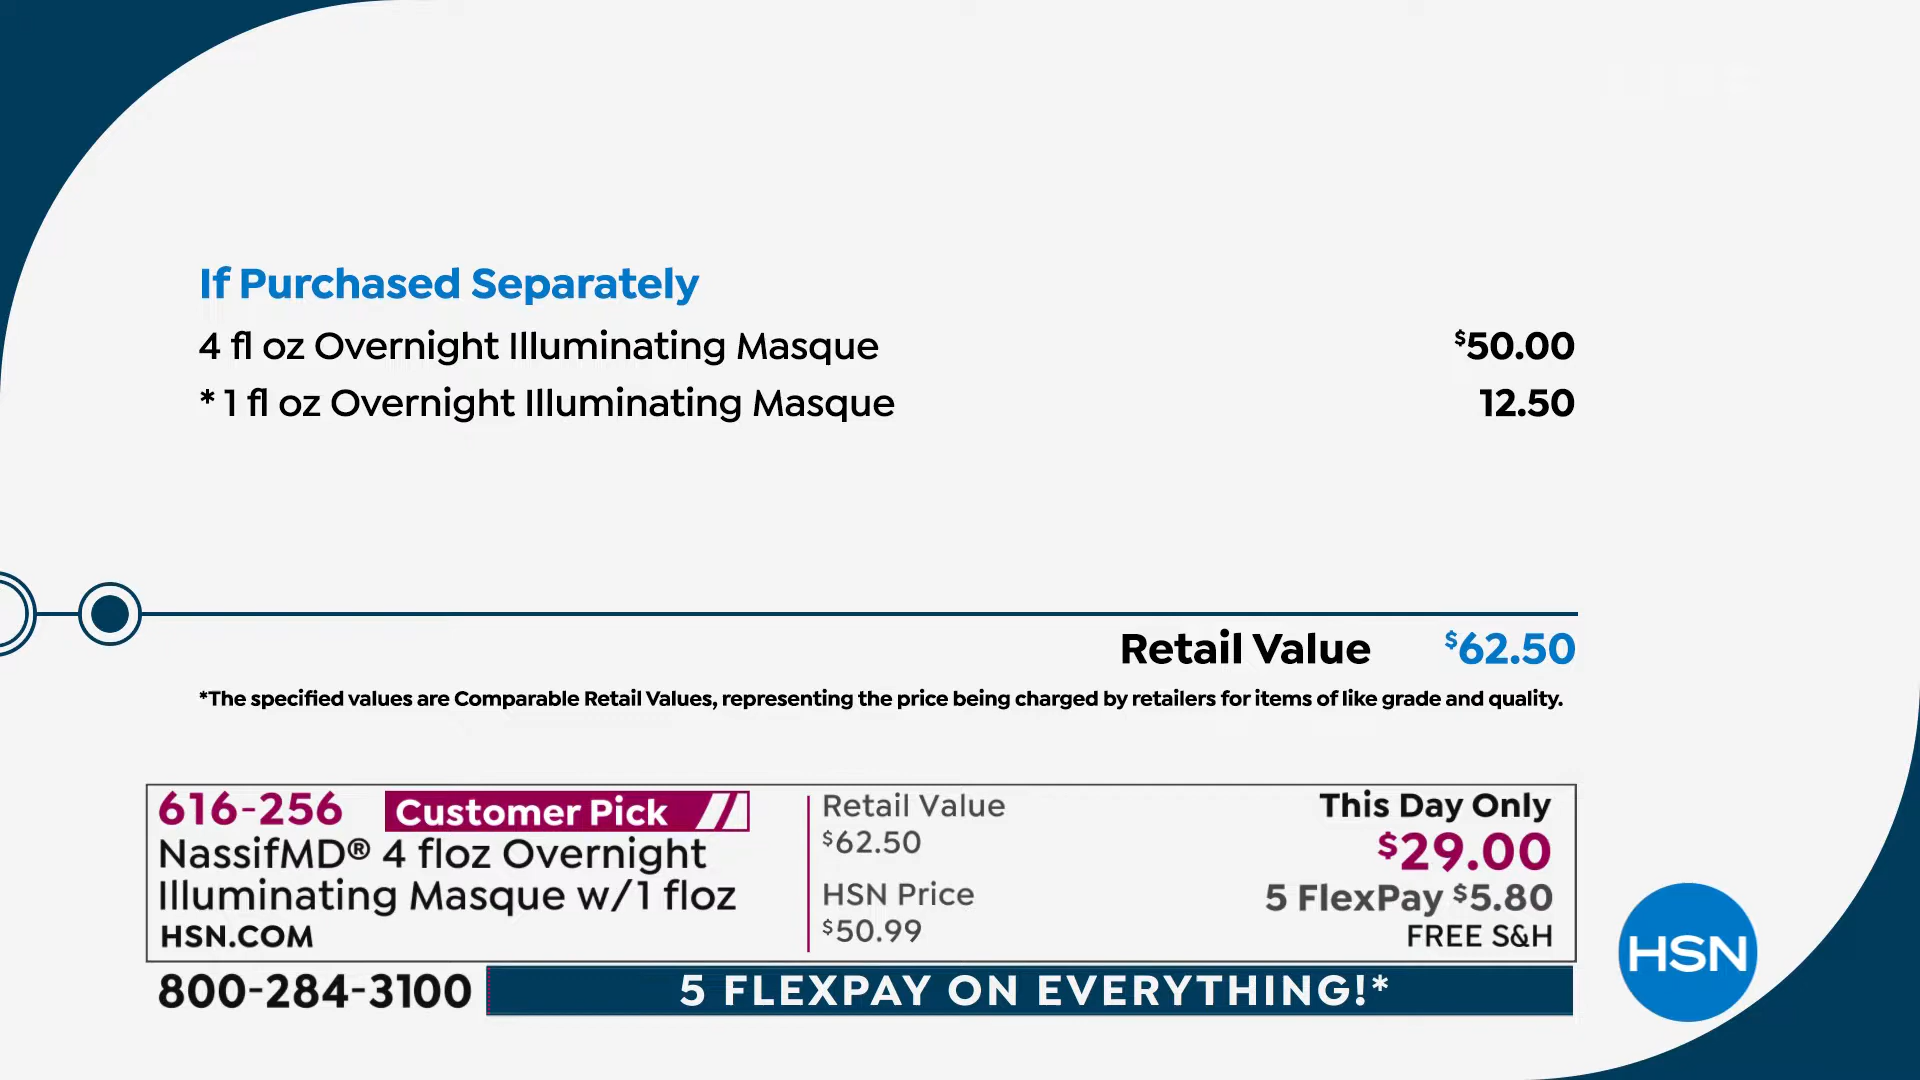 If Purchased Separately
4 fl oz Overnight Illuminating Masque $50.00
* 1 fl oz Overnight Illuminating Masque 12.50
Retail Value $62.50
*The specified values are Comparable Retail Values, representing the price being charged by retailers for items of like grade and quality.
616-256 Customer Pick
NassifMD® 4 floz Overnight
Illuminating Masque w/1 floz
HSN.COM
Retail Value
$62.50
HSN Price
$50.99
This Day Only
$29.00
5 FlexPay $5.80
FREE S&H
800-284-3100
5 FLEXPAY ON EVERYTHING!*
HSN